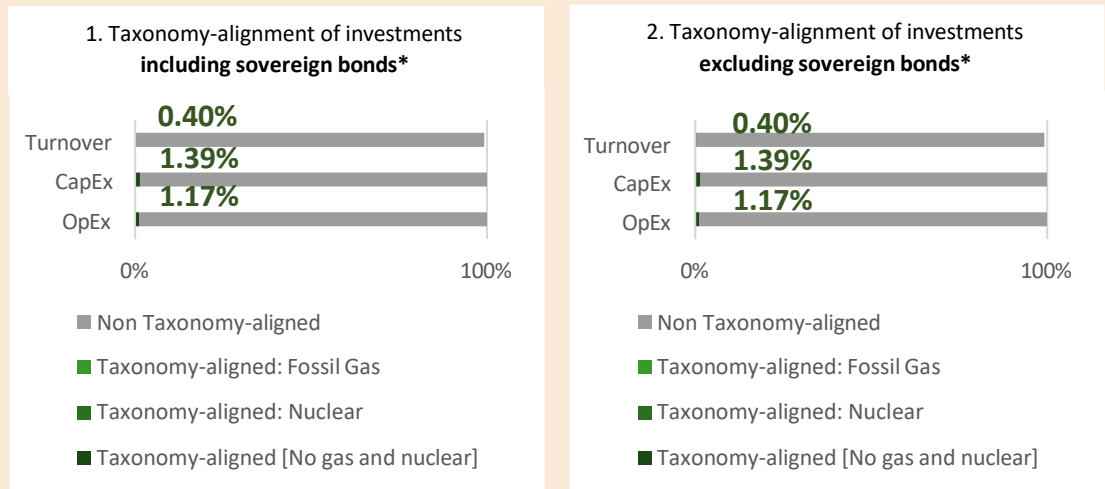 1. Taxonomy-alignment of investments
including sovereign bonds*
0.40%
Turnover
1.39%
CapEx
1.17%
OpEx
0%
100%
Non Taxonomy-aligned
Taxonomy-aligned: Fossil Gas
Taxonomy-aligned: Nuclear
Taxonomy-aligned [No gas and nuclear]
2. Taxonomy-alignment of investments
excluding sovereign bonds*
0.40%
Turnover
1.39%
CapEx
1.17%
OpEx
0%
100%
Non Taxonomy-aligned
Taxonomy-aligned: Fossil Gas
Taxonomy-aligned: Nuclear
Taxonomy-aligned [No gas and nuclear]